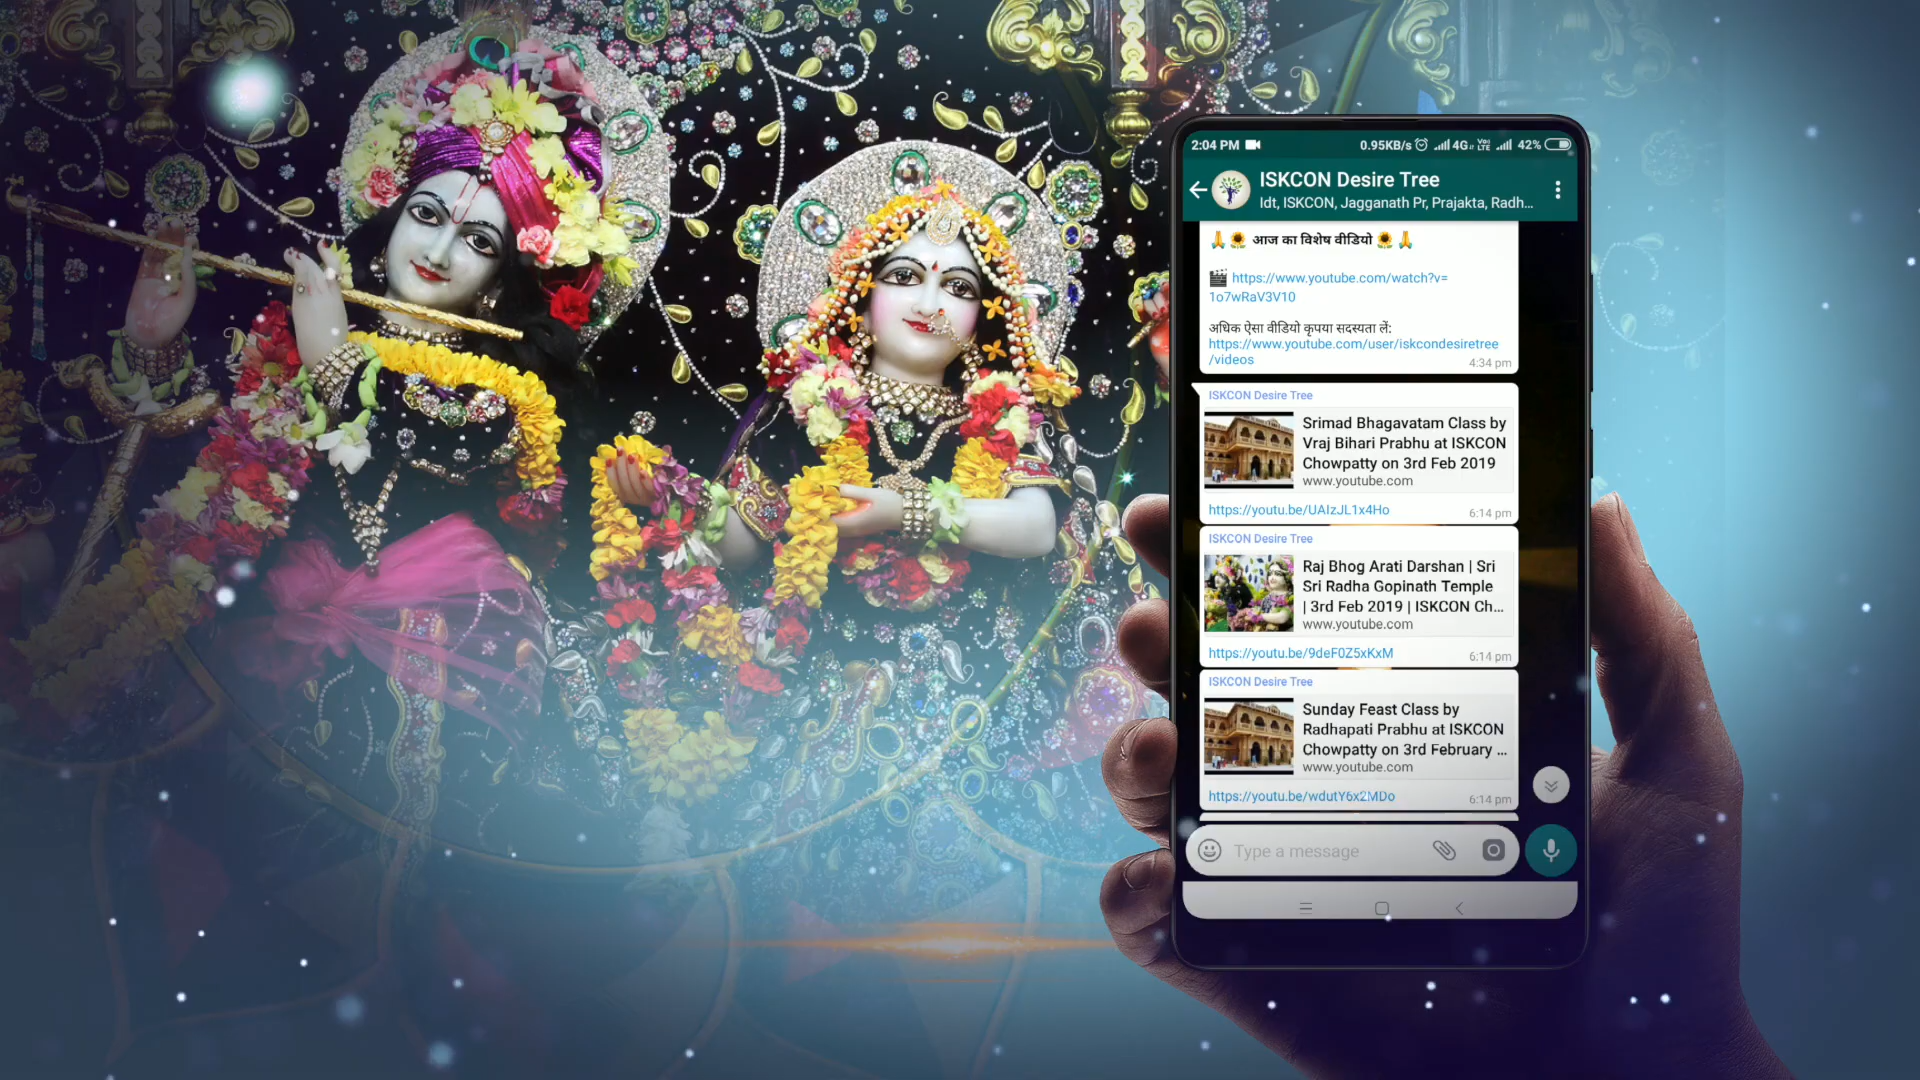 2:04 PM 0.95KB/s 4G VoLTE 42%
ISKCON Desire Tree
Idt, ISKCON, Jagganath Pr, Prajakta, Radh...
🙏🌻 आज का विशेष वीडियो 🌻🙏
🎬 https://www.youtube.com/watch?v=
1o7wRaV3V10
अधिक ऐसा वीडियो कृपया सदस्यता लें:
https://www.youtube.com/user/iskcondesiretree
/videos
4:34 pm
ISKCON Desire Tree
Srimad Bhagavatam Class by
Vraj Bihari Prabhu at ISKCON
Chowpatty on 3rd Feb 2019
www.youtube.com
https://youtu.be/UAIzJL1x4Ho
6:14 pm
ISKCON Desire Tree
Raj Bhog Arati Darshan | Sri
Sri Radha Gopinath Temple
| 3rd Feb 2019 | ISKCON Ch...
www.youtube.com
https://youtu.be/9deF0Z5xKxM
6:14 pm
ISKCON Desire Tree
Sunday Feast Class by
Radhapati Prabhu at ISKCON
Chowpatty on 3rd February ...
www.youtube.com
https://youtu.be/wdutY6x2MDo
6:14 pm
Type a message